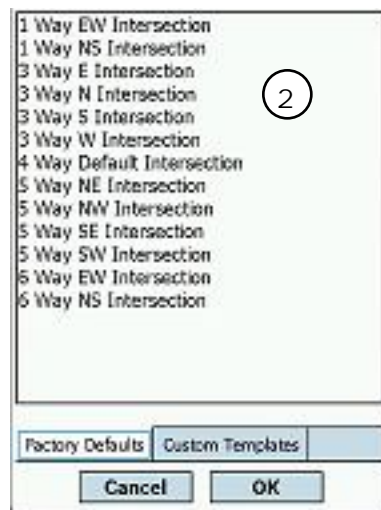 1 Way EW Intersection
1 Way NS Intersection
3 Way E Intersection
3 Way N Intersection
3 Way S Intersection
3 Way W Intersection
4 Way Default Intersection
5 Way NE Intersection
5 Way NW Intersection
5 Way SE Intersection
5 Way SW Intersection
6 Way EW Intersection
6 Way NS Intersection
2
Factory Defaults Custom Templates
Cancel OK